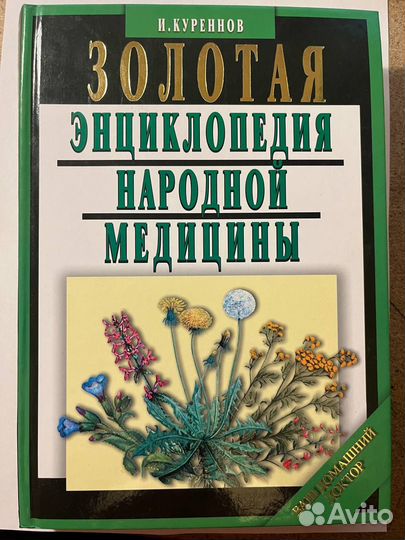 И. КУРЕННОВ
ЗОЛОТАЯ
ЭНЦИКЛОПЕДИЯ
НАРОДНОЙ
МЕДИЦИНЫ
ВАШ ДОМАШНИЙ
ДОКТОР
Avito